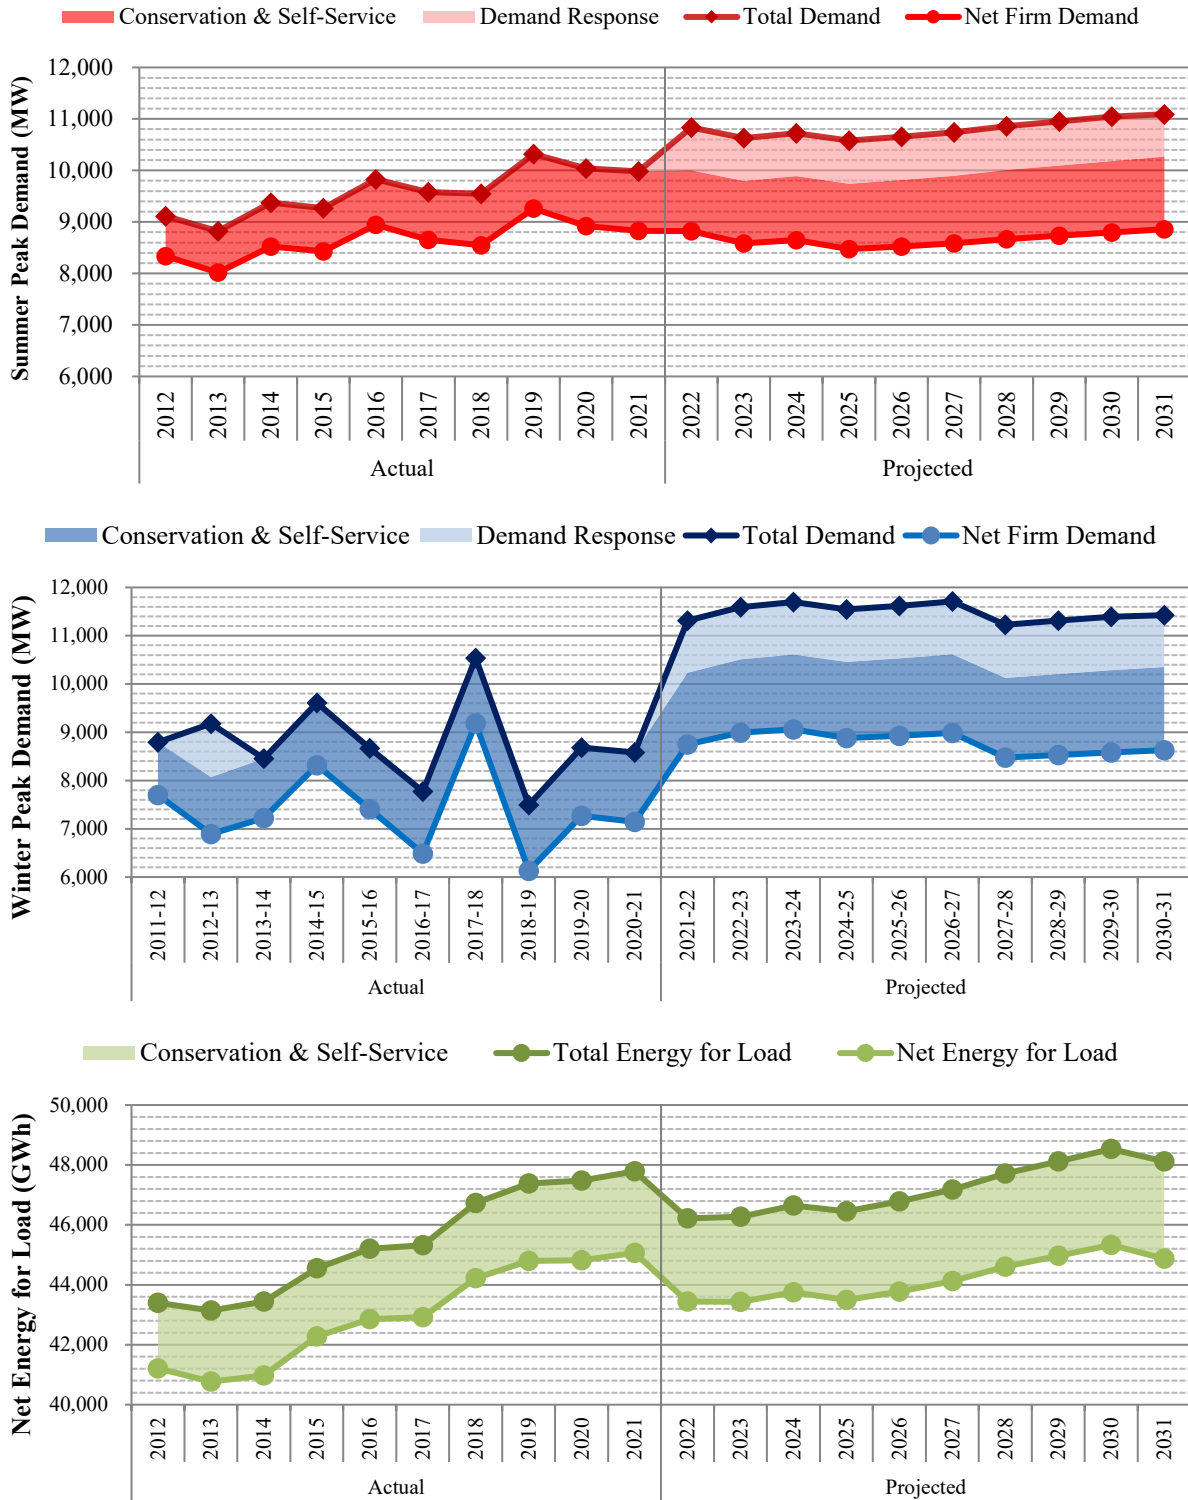 Conservation & Self-Service Demand Response Total Demand Net Firm Demand
Summer Peak Demand (MW)
12,000
11,000
10,000
9,000
8,000
7,000
6,000
2012 2013 2014 2015 2016 2017 2018 2019 2020 2021 2022 2023 2024 2025 2026 2027 2028 2029 2030 2031
Actual Projected
Conservation & Self-Service Demand Response Total Demand Net Firm Demand
Winter Peak Demand (MW)
12,000
11,000
10,000
9,000
8,000
7,000
6,000
2011-12 2012-13 2013-14 2014-15 2015-16 2016-17 2017-18 2018-19 2019-20 2020-21 2021-22 2022-23 2023-24 2024-25 2025-26 2026-27 2027-28 2028-29 2029-30 2030-31
Actual Projected
Conservation & Self-Service Total Energy for Load Net Energy for Load
Net Energy for Load (GWh)
50,000
48,000
46,000
44,000
42,000
40,000
2012 2013 2014 2015 2016 2017 2018 2019 2020 2021 2022 2023 2024 2025 2026 2027 2028 2029 2030 2031
Actual Projected